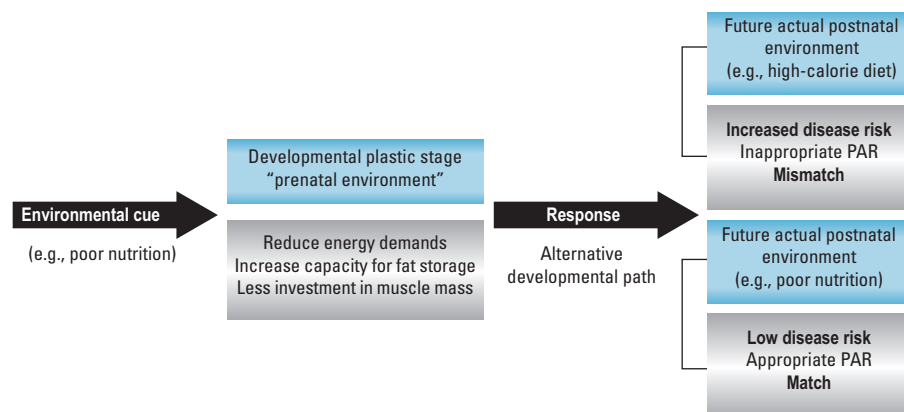 Environmental cue
(e.g., poor nutrition)
Developmental plastic stage
“prenatal environment”
Reduce energy demands
Increase capacity for fat storage
Less investment in muscle mass
Response
Alternative
developmental path
Future actual postnatal
environment
(e.g., high-calorie diet)
Increased disease risk
Inappropriate PAR
Mismatch
Future actual postnatal
environment
(e.g., poor nutrition)
Low disease risk
Appropriate PAR
Match